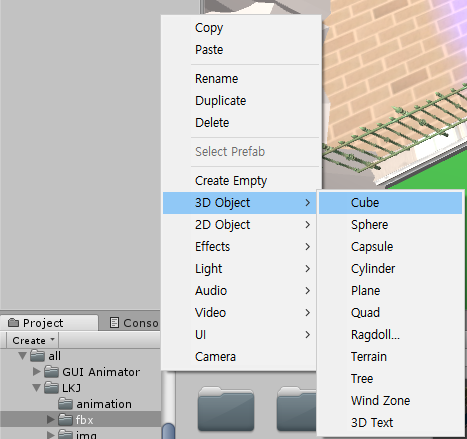 Copy
Paste
Rename
Duplicate
Delete
Select Prefab
Create Empty
3D Object
2D Object
Effects
Light
Audio
Video
UI
Camera
Cube
Sphere
Capsule
Cylinder
Plane
Quad
Ragdoll...
Terrain
Tree
Wind Zone
3D Text
Project
Conso
Create
all
GUI Animator
LKJ
animation
fbx
img